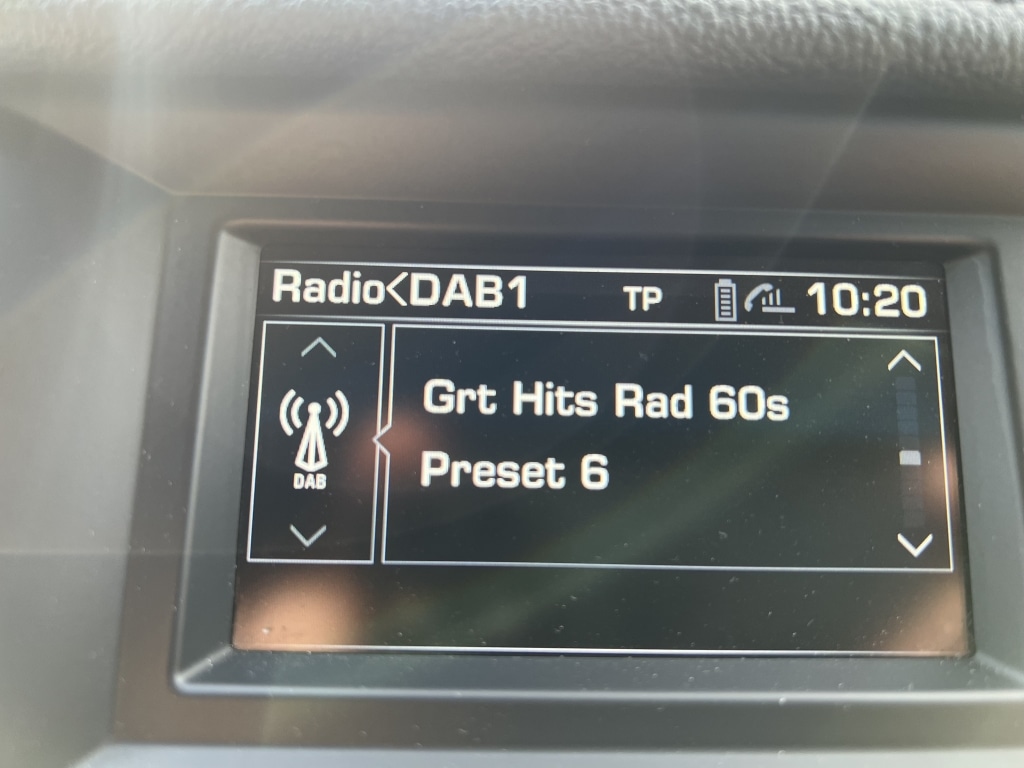 Radio<DAB1 TP 10:20
Grt Hits Rad 60s
Preset 6
DAB